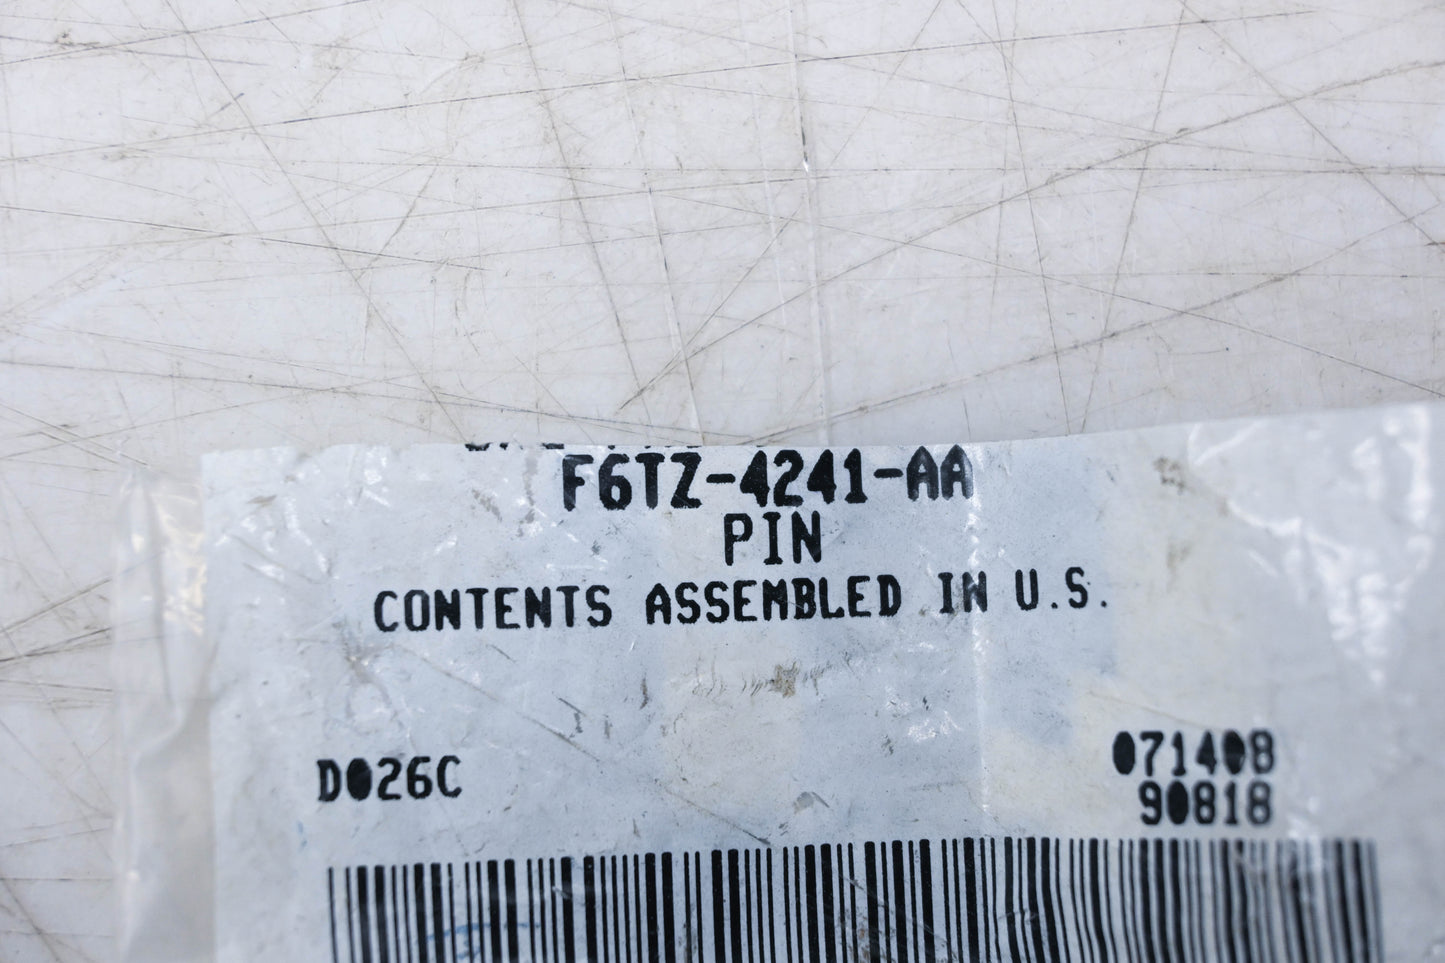 F6TZ-4241-AA
PIN
CONTENTS ASSEMBLED IN U.S.
D026C
071408
90818